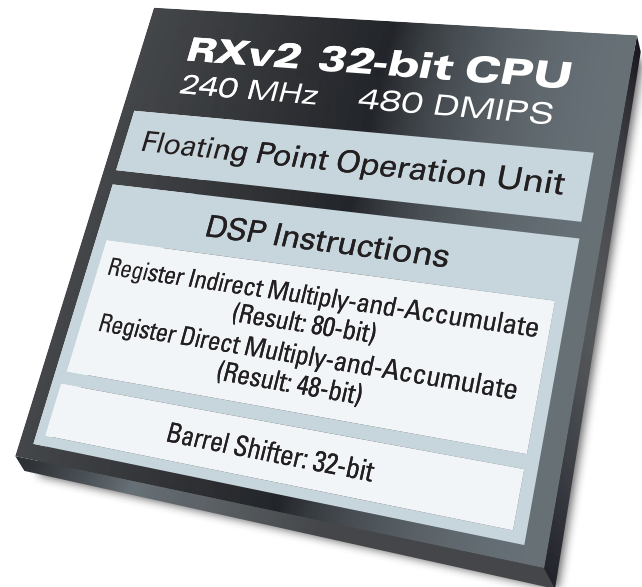 RXv2 32-bit CPU
240 MHz 480 DMIPS
Floating Point Operation Unit
DSP Instructions
Register Indirect Multiply-and-Accumulate
(Result: 80-bit)
Register Direct Multiply-and-Accumulate
(Result: 48-bit)
Barrel Shifter: 32-bit